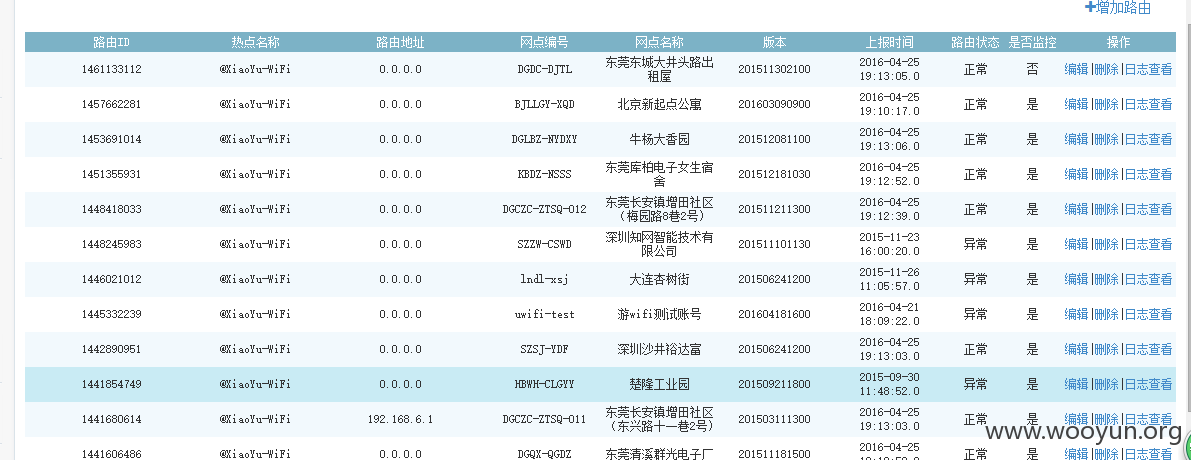 +增加路由
路由ID 热点名称 路由地址 网点编号 网点名称 版本 上报时间 路由状态 是否监控 操作
1461133112 @XiaoYu-WiFi 0.0.0.0 DGDC-DJTL 东莞东城大井头路出租屋 201511302100 2016-04-25 19:13:05.0 正常 否 编辑|删除|日志查看
1457662281 @XiaoYu-WiFi 0.0.0.0 BJLLGY-XQD 北京新起点公寓 201603090900 2016-04-25 19:10:17.0 正常 是 编辑|删除|日志查看
1453691014 @XiaoYu-WiFi 0.0.0.0 DGLBZ-NYDXY 牛杨大香园 201512081100 2016-04-25 19:13:06.0 正常 是 编辑|删除|日志查看
1451355931 @XiaoYu-WiFi 0.0.0.0 KBDZ-NSSS 东莞库柏电子女生宿舍 201512181030 2016-04-25 19:12:52.0 正常 是 编辑|删除|日志查看
1448418033 @XiaoYu-WiFi 0.0.0.0 DGCZC-ZTSQ-012 东莞长安镇增田社区（梅园路8巷2号） 201511211300 2016-04-25 19:12:39.0 正常 是 编辑|删除|日志查看
1448245983 @XiaoYu-WiFi 0.0.0.0 SZZW-CSWD 深圳知网智能技术有限公司 201511101130 2015-11-23 16:00:20.0 异常 是 编辑|删除|日志查看
1446021012 @XiaoYu-WiFi 0.0.0.0 lndl-xsj 大连杏树街 201506241200 2015-11-26 11:05:57.0 异常 是 编辑|删除|日志查看
1445332239 @XiaoYu-WiFi 0.0.0.0 uwifi-test 游wifi测试账号 201604181600 2016-04-21 18:09:22.0 异常 是 编辑|删除|日志查看
1442890951 @XiaoYu-WiFi 0.0.0.0 SZSJ-YDF 深圳沙井裕达富 201506241200 2016-04-25 19:13:03.0 正常 是 编辑|删除|日志查看
1441854749 @XiaoYu-WiFi 0.0.0.0 HBWH-CLGYY 楚隆工业园 201509211800 2015-09-30 11:48:52.0 异常 是 编辑|删除|日志查看
1441680614 @XiaoYu-WiFi 192.168.6.1 DGCZC-ZTSQ-011 东莞长安镇增田社区（东兴路十一巷2号） 201503111300 2016-04-25 19:13:03.0 正常 是 编辑|删除|日志查看
1441606486 @XiaoYu-WiFi 0.0.0.0 DGQX-QGDZ 东莞清溪群光电子厂 201511181500 2016-04-25 正常 是 编辑|删除|日志查看
www.wooyun.org